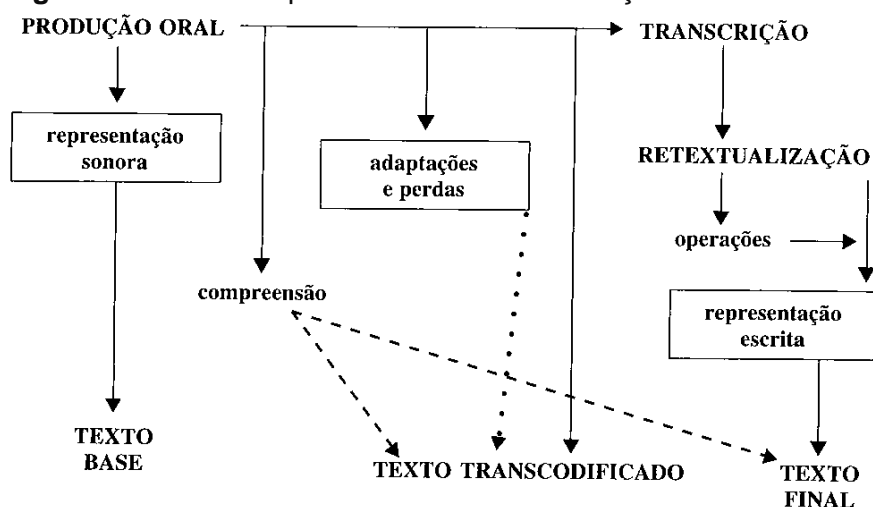 PRODUÇÃO ORAL
TRANSCRIÇÃO
representação
sonora
adaptações
e perdas
RETEXTUALIZAÇÃO
operações
compreensão
representação
escrita
TEXTO
BASE
TEXTO TRANSCODIFICADO
TEXTO
FINAL